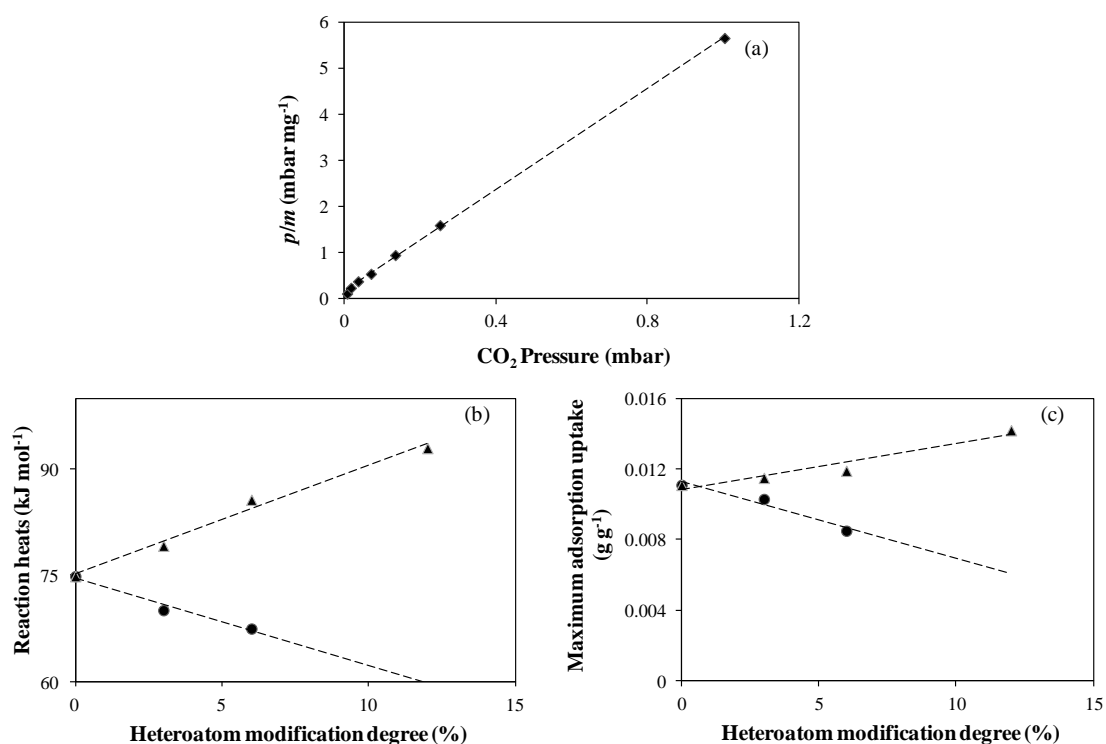 (a)
p/m (mbar mg-1)
6
5
4
3
2
1
0
0 0.4 0.8 1.2
CO2 Pressure (mbar)
(b)
Reaction heats (kJ mol-1)
90
75
60
0 5 10 15
Heteroatom modification degree (%)
(c)
Maximum adsorption uptake
(g g-1)
0.016
0.012
0.008
0.004
0
0 5 10 15
Heteroatom modification degree (%)